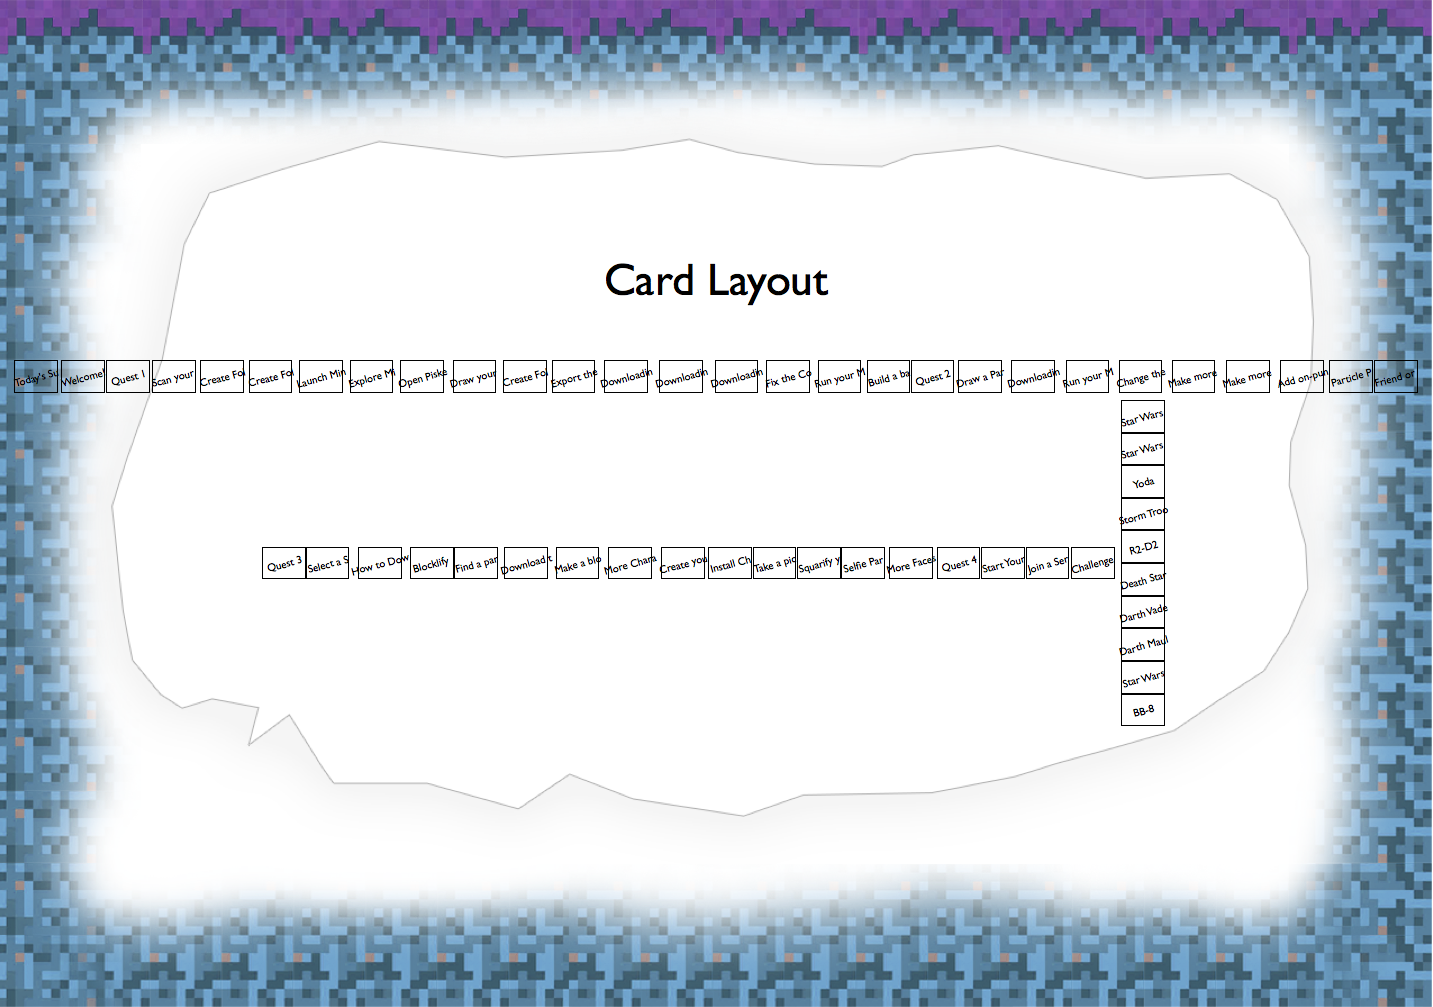 Card Layout
Today's Su Welcome! Quest 1 Scan your Create Fol Create Fol Launch Min Explore Mi Open Piske Draw your Create Fol Export the Downloadin Downloadin Downloadin Fix the Co Run your M Build a ba Quest 2 Draw a Par Downloadin Run your M Change the Make more Make more Add on-pun Particle P Friend or
Star Wars
Star Wars
Yoda
Storm Troo
R2-D2
Quest 3 Select a S How to Dow Blocklify Find a par Download t Make a blo More Chara Create you Install Ch Take a pic Squarify y Selfie Par More Faces Quest 4 Start Your Join a Ser Challenge
Death Star
Darth Vade
Darth Maul
Star Wars
BB-8